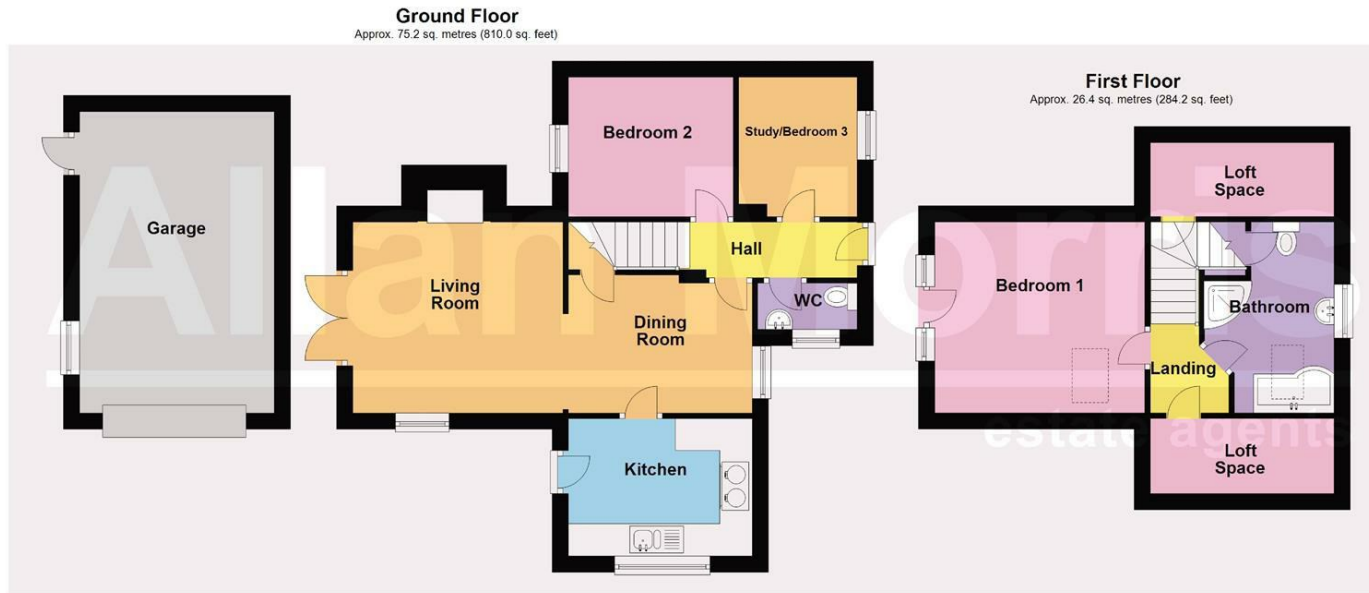 Ground Floor
Approx. 75.2 sq. metres (810.0 sq. feet)
First Floor
Approx. 26.4 sq. metres (284.2 sq. feet)
Garage
Living
Room
Dining
Room
Bedroom 2
Study/Bedroom 3
Hall
WC
Kitchen
Loft
Space
Bedroom 1
Bathroom
Landing
Loft
Space
Allan Morris
estate agents